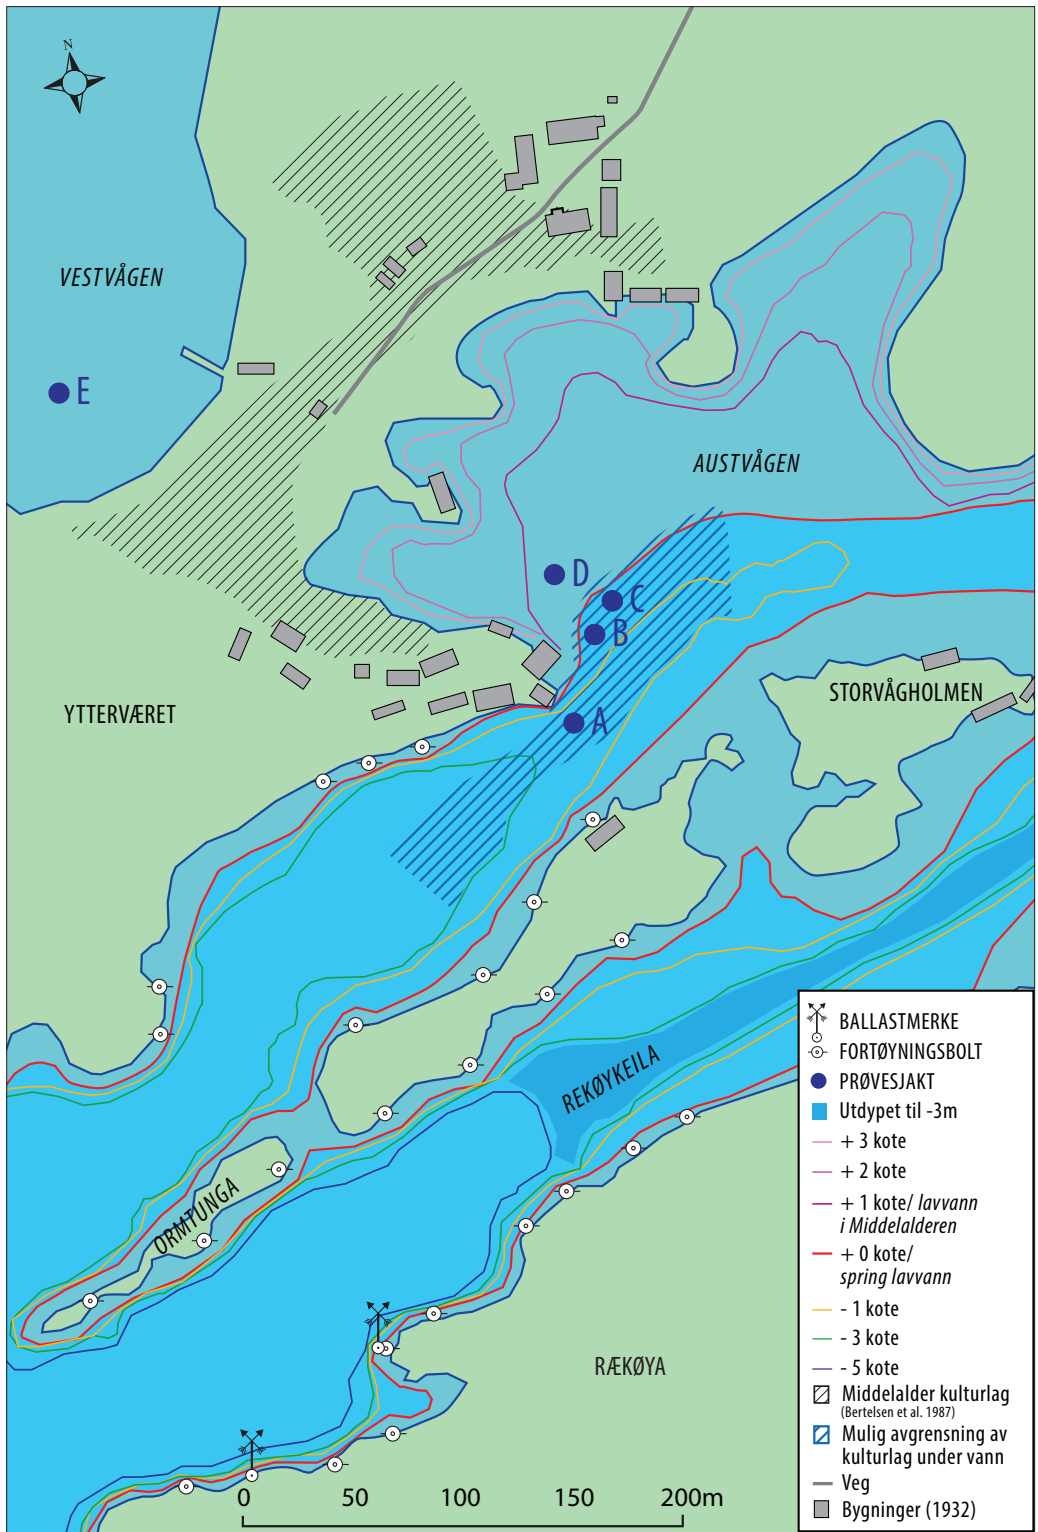 N
VESTVÅGEN
E
AUSTVÅGEN
D
C
B
A
YTTERVÆRET
STORVÅGHOLMEN
REKØYKEILA
ORMTUNGA
RÆKØYA
0 50 100 150 200m
BALLASTMERKE
FORTØYNINGSBOLT
PRØVESJAKT
Utdypet til -3m
+ 3 kote
+ 2 kote
+ 1 kote/ lavvann
i Middelalderen
+ 0 kote/
spring lavvann
- 1 kote
- 3 kote
- 5 kote
Middelalder kulturlag
(Bertelsen et al. 1987)
Mulig avgrensning av
kulturlag under vann
Veg
Bygninger (1932)